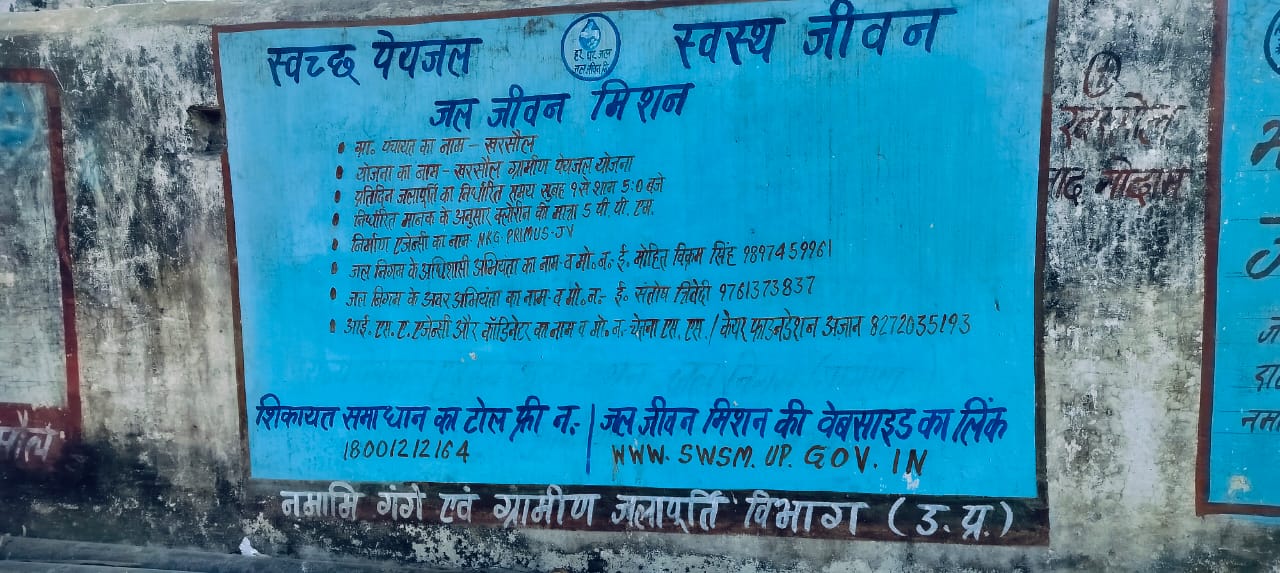 स्वच्छ पेयजल
हर घर जल
स्वस्थ जीवन
जल जीवन मिशन
ग्रा. पंचायत का नाम - खरसौल
योजना का नाम - खरसौल ग्रामीण पेयजल योजना
प्रतिदिन जलापूर्ति का निर्धारित समय सुबह 9 से शाम 5:0 बजे
निर्धारित मानक के अनुसार क्लोरीन की मात्रा 5 पी. पी. एम.
निर्माण एजेन्सी का नाम- NKG PRIMUS-JV
जल निगम के अधिशासी अभियंता का नाम व मो. न. ई. मोहित विक्रम सिंह 9897459961
जल निगम के अवर अभियंता का नाम व मो. न. ई. संतोष त्रिवेदी 9761373837
आई. एस. ए. एजेन्सी और कॉडिनेटर का नाम व मो. न. चेतना एस. एस. / केयर फाउन्डेशन अज़ान 8272035193
शिकायत समाधान का टोल फ्री न.
18001212164
जल जीवन मिशन की वेबसाइड का लिंक
WWW. SWSM. UP. GOV. IN
नमामि गंगे एवं ग्रामीण जलापूर्ति विभाग (उ.प्र.)